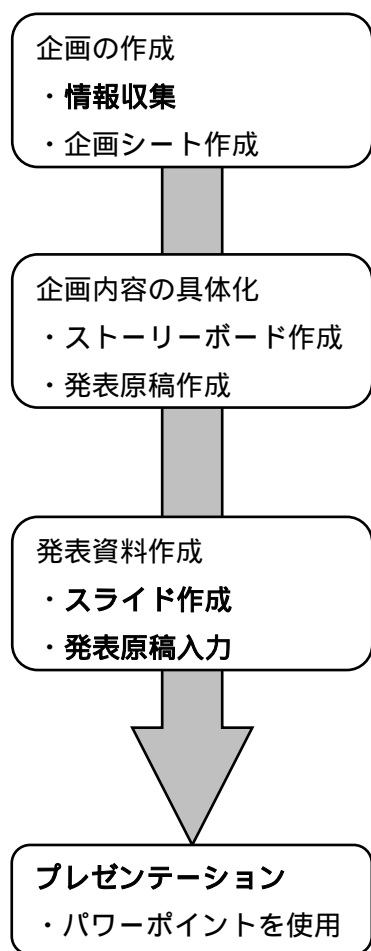 企画の作成
・情報収集
・企画シート作成
企画内容の具体化
・ストーリーボード作成
・発表原稿作成
発表資料作成
・スライド作成
・発表原稿入力
プレゼンテーション
・パワーポイントを使用